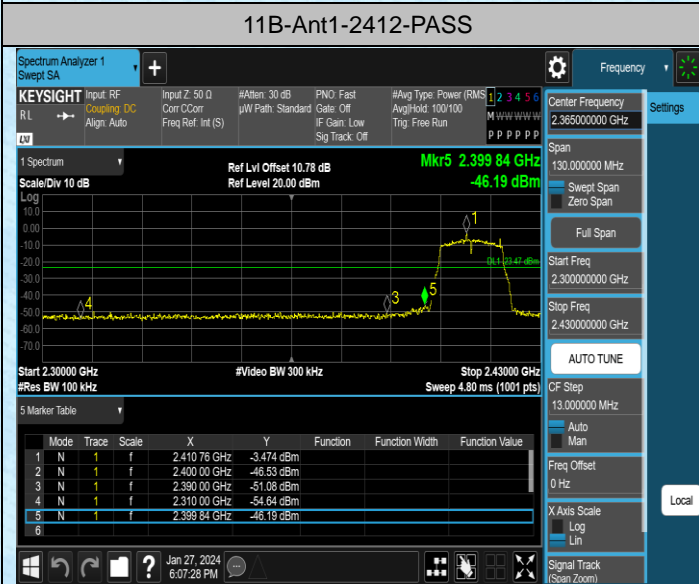 11B-Ant1-2412-PASS
Spectrum Analyzer 1
Swept SA
+
Frequency
KEYSIGHT
RL
LXI
Input: RF
Coupling: DC
Align: Auto
Input Z: 50 Ω
Corr CCorr
Freq Ref: Int (S)
#Atten: 30 dB
µW Path: Standard
PNO: Fast
Gate: Off
IF Gain: Low
Sig Track: Off
#Avg Type: Power (RMS
Avg|Hold: 100/100
Trig: Free Run
1 2 3 4 5 6
M W W W W W
P P P P P P
1 Spectrum
Scale/Div 10 dB
Ref Lvl Offset 10.78 dB
Ref Level 20.00 dBm
Mkr5 2.399 84 GHz
-46.19 dBm
Log
10.0
0.00
-10.0
-20.0
-30.0
-40.0
-50.0
-60.0
-70.0
1
DL1 -23.47 dBm
4
3
5
Start 2.30000 GHz
#Res BW 100 kHz
#Video BW 300 kHz
Stop 2.43000 GHz
Sweep 4.80 ms (1001 pts)
5 Marker Table
Mode Trace Scale X Y Function Function Width Function Value
1 N 1 f 2.410 76 GHz -3.474 dBm
2 N 1 f 2.400 00 GHz -46.53 dBm
3 N 1 f 2.390 00 GHz -51.08 dBm
4 N 1 f 2.310 00 GHz -54.64 dBm
5 N 1 f 2.399 84 GHz -46.19 dBm
6
?
Jan 27, 2024
6:07:28 PM
Center Frequency
2.365000000 GHz
Settings
Span
130.000000 MHz
Swept Span
Zero Span
Full Span
Start Freq
2.300000000 GHz
Stop Freq
2.430000000 GHz
AUTO TUNE
CF Step
13.000000 MHz
Auto
Man
Freq Offset
0 Hz
Local
X Axis Scale
Log
Lin
Signal Track
(Span Zoom)